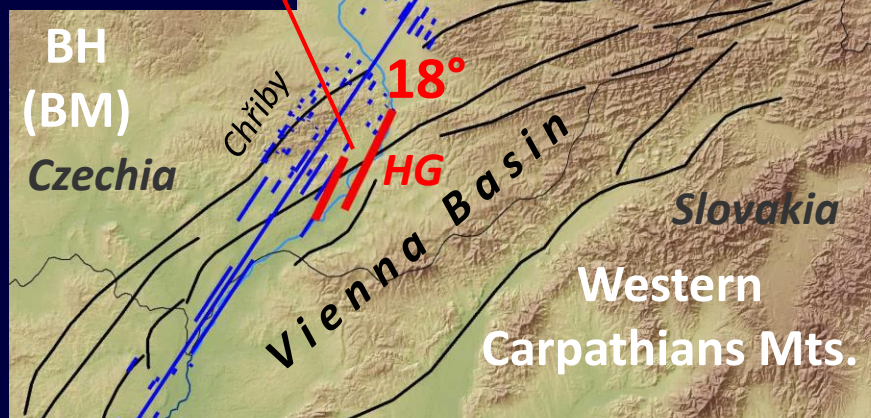 BH
(BM)
Czechia
Chřiby
18°
HG
Vienna Basin
Slovakia
Western
Carpathians Mts.